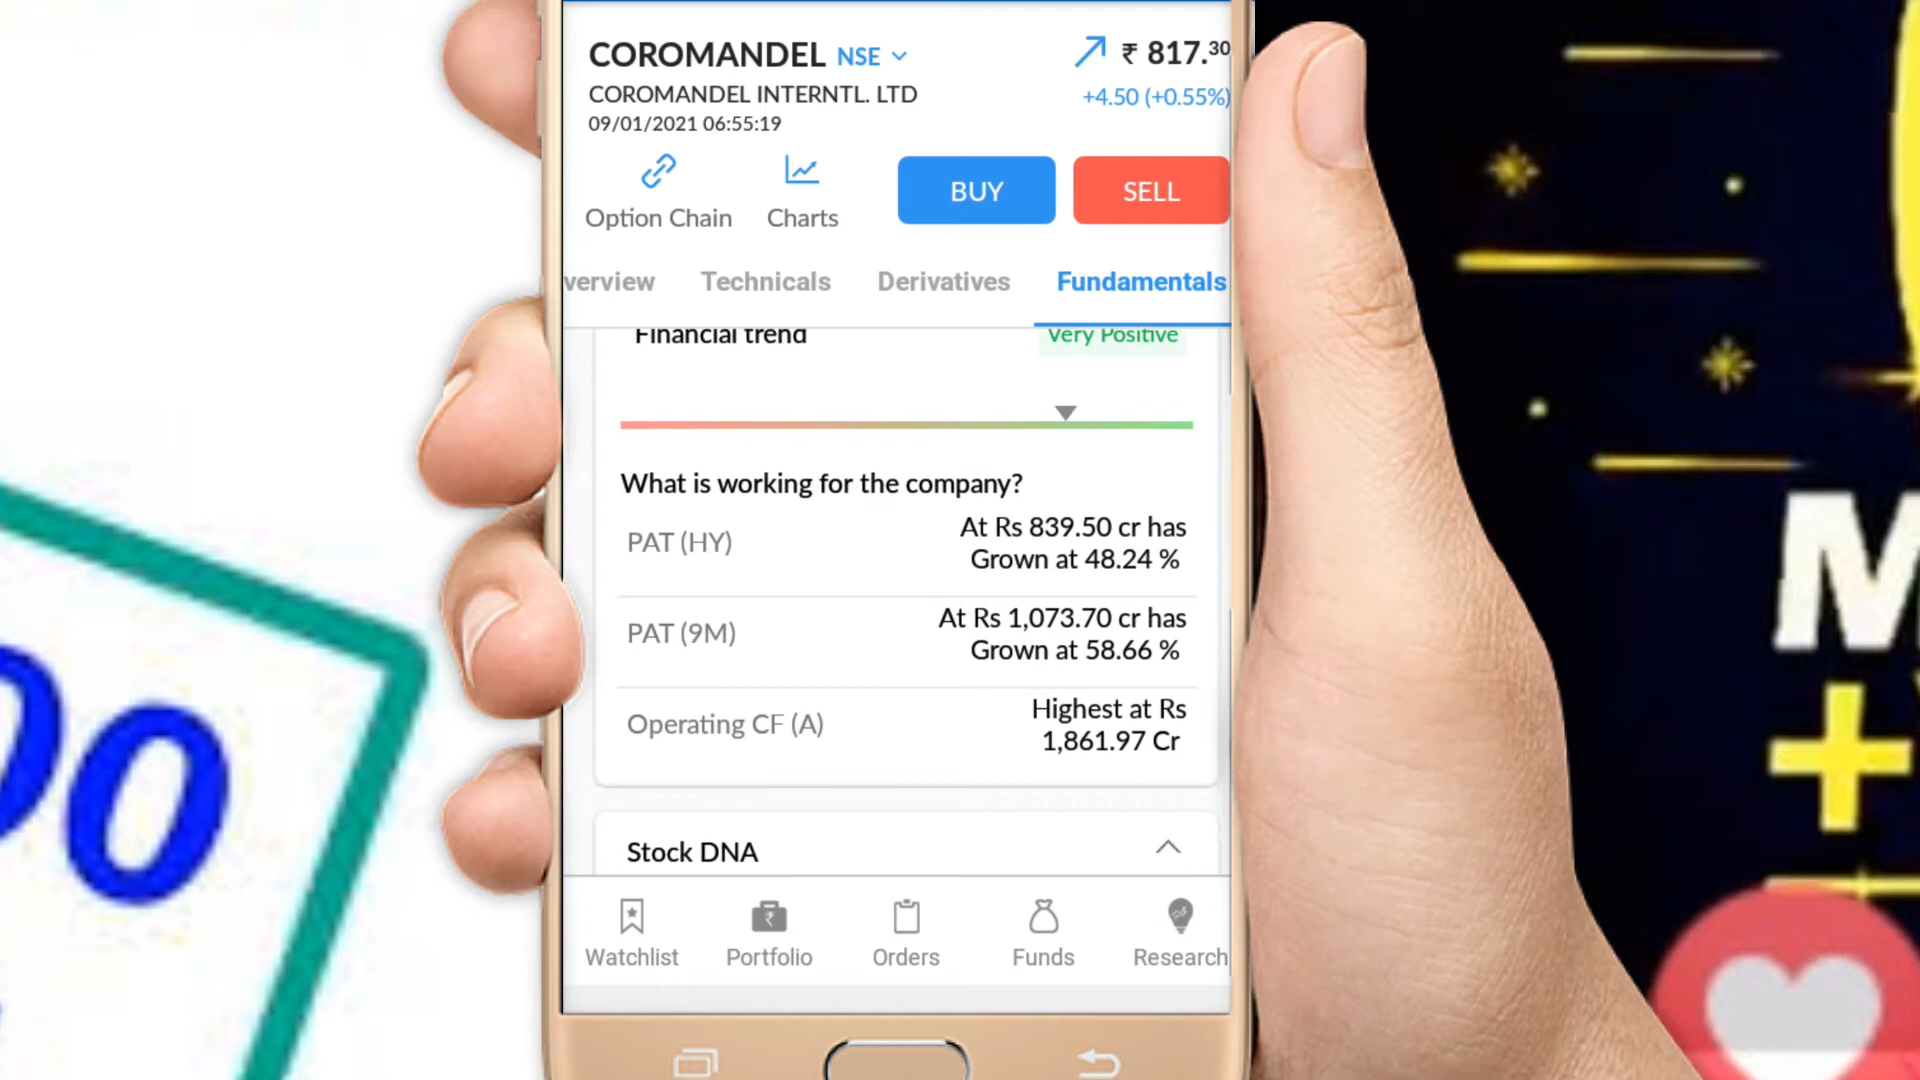 COROMANDEL NSE
₹ 817.30
COROMANDEL INTERNTL. LTD
+4.50 (+0.55%)
09/01/2021 06:55:19
Option Chain
Charts
BUY
SELL
verview
Technicals
Derivatives
Fundamentals
Financial trend
Very Positive
What is working for the company?
PAT (HY)
At Rs 839.50 cr has
Grown at 48.24 %
PAT (9M)
At Rs 1,073.70 cr has
Grown at 58.66 %
Operating CF (A)
Highest at Rs
1,861.97 Cr
Stock DNA
Watchlist
Portfolio
Orders
Funds
Research
00
M
+